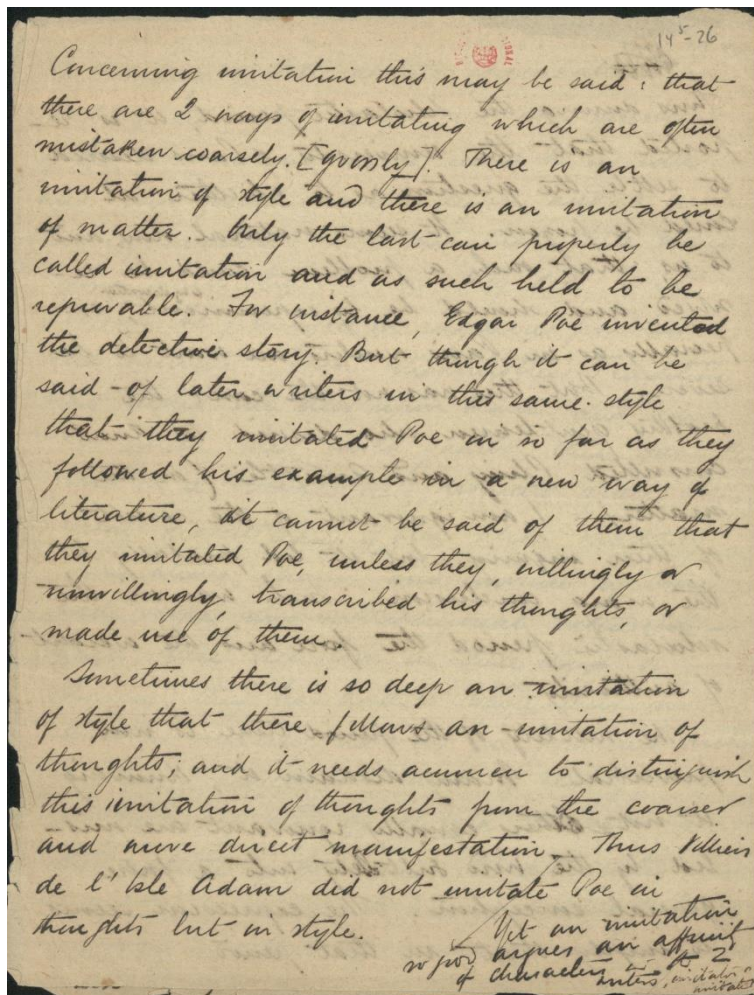 14⁵-26
Concerning imitation this may be said: that
there are 2 ways of imitating which are often
mistaken coarsely. [grossly]. There is an
imitation of style and there is an imitation
of matter. Only the last can properly be
called imitation and as such held to be
reprovable. For instance, Edgar Poe invented
the detective story. But though it can be
said - of later writers in this same style
that they imitated Poe in so far as they
followed his example in a new way of
literature, it cannot be said of them that
they imitated Poe, unless they, willingly or
unwillingly, transcribed his thoughts, or
made use of them.
Sometimes there is so deep an imitation
of style that there follows an imitation of
thoughts; and it needs acumen to distinguish
this imitation of thoughts from the coarser
and more direct manifestation. Thus Villiers
de l'Isle Adam did not imitate Poe in
thoughts but in style.
Yet an imitation
so good argues an affinity
of characters 2
writers, imitator
imitated